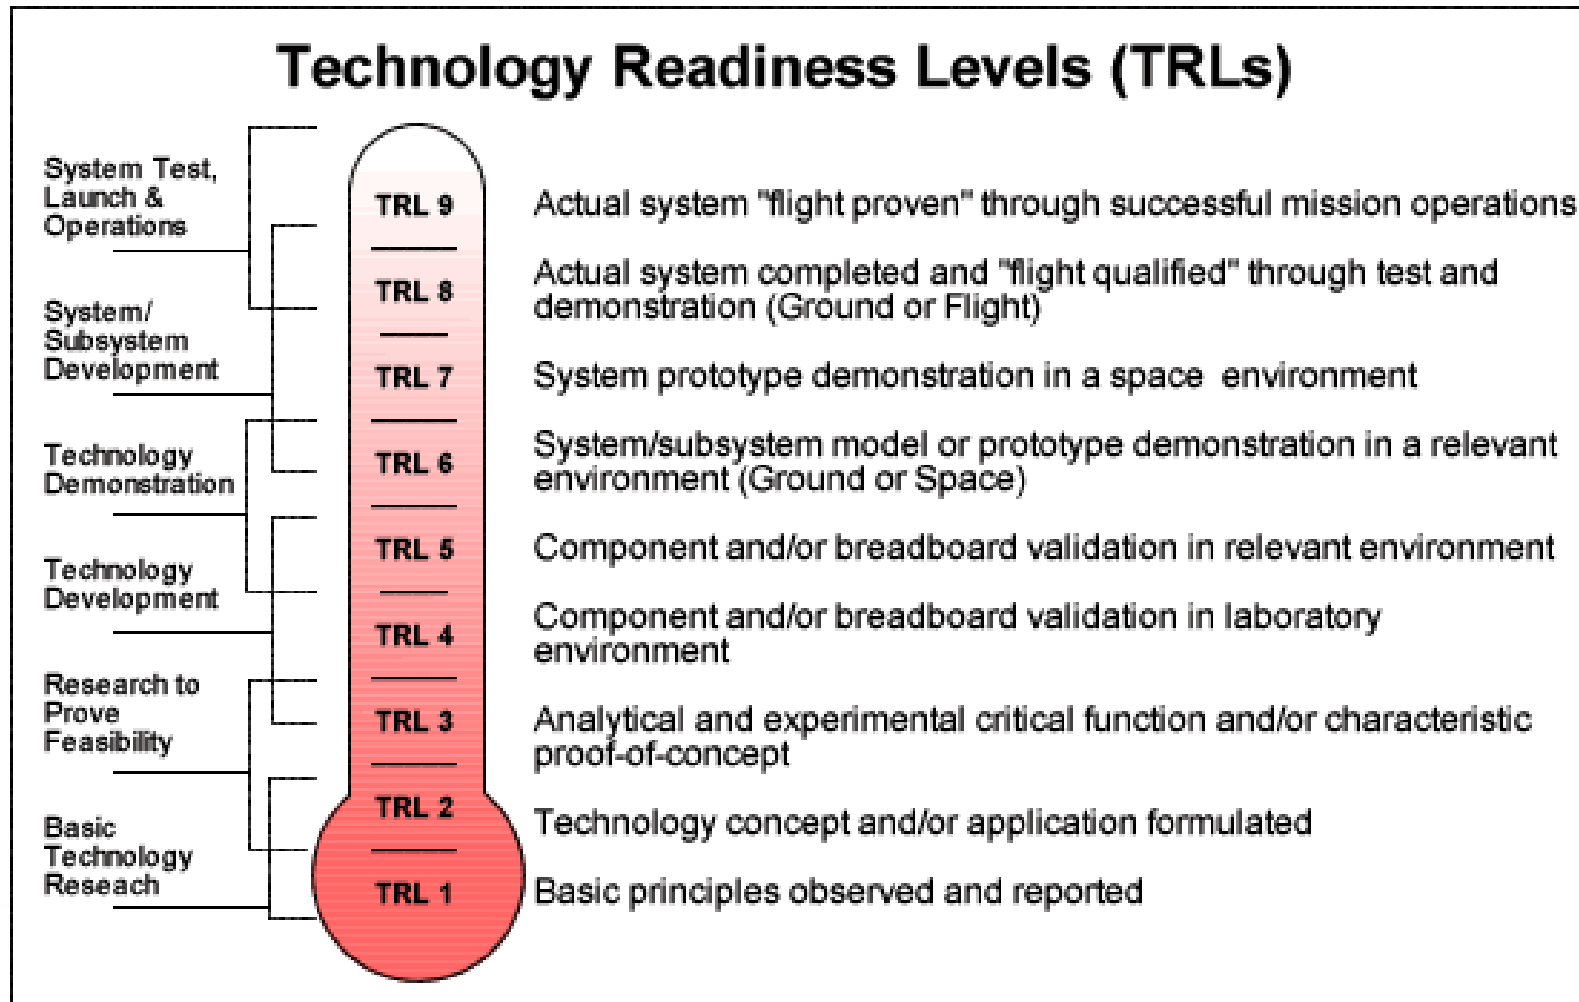 Technology Readiness Levels (TRLs)
System Test,
Launch &
Operations
System/
Subsystem
Development
Technology
Demonstration
Technology
Development
Research to
Prove
Feasibility
Basic
Technology
Reseach
TRL 9
Actual system "flight proven" through successful mission operations
TRL 8
Actual system completed and "flight qualified" through test and
demonstration (Ground or Flight)
TRL 7
System prototype demonstration in a space environment
TRL 6
System/subsystem model or prototype demonstration in a relevant
environment (Ground or Space)
TRL 5
Component and/or breadboard validation in relevant environment
TRL 4
Component and/or breadboard validation in laboratory
environment
TRL 3
Analytical and experimental critical function and/or characteristic
proof-of-concept
TRL 2
Technology concept and/or application formulated
TRL 1
Basic principles observed and reported